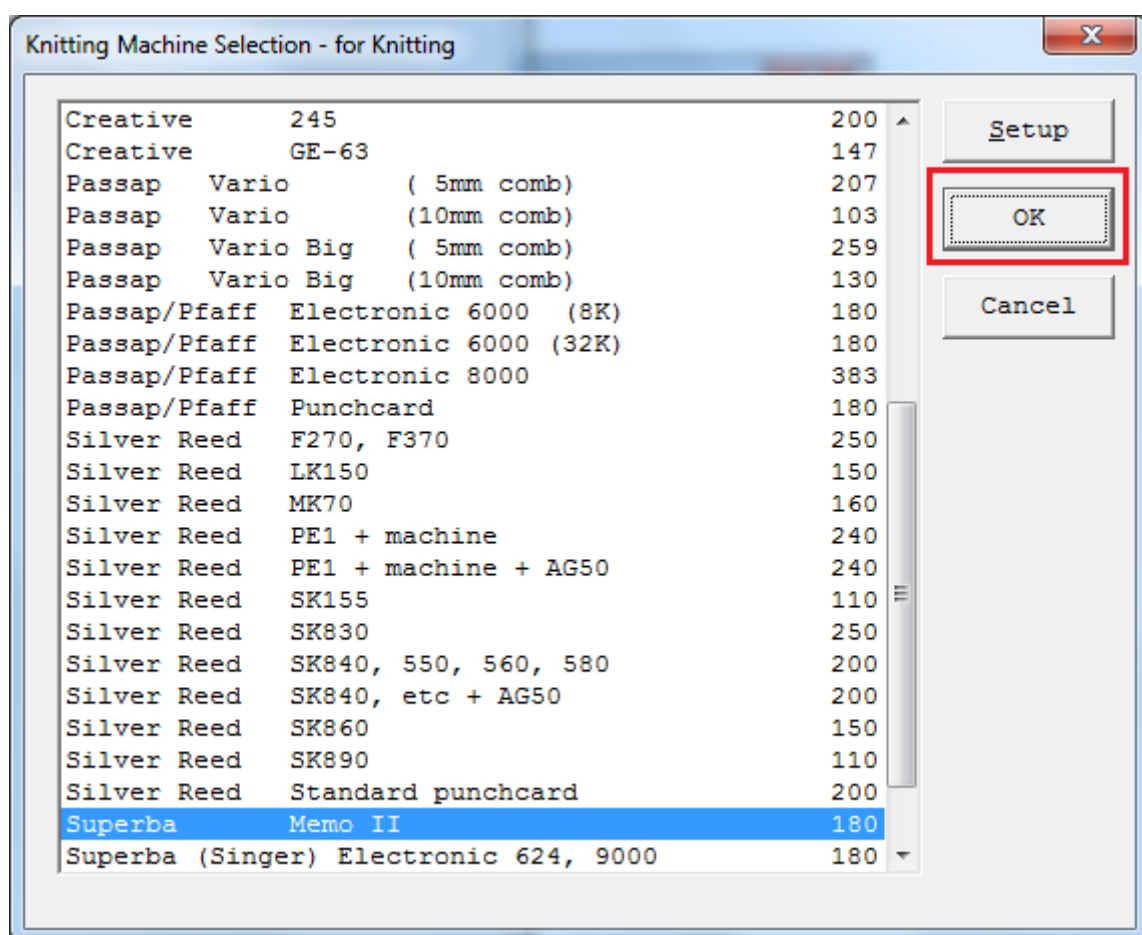 Knitting Machine Selection - for Knitting
Creative 245 200
Creative GE-63 147
Passap Vario ( 5mm comb) 207
Passap Vario (10mm comb) 103
Passap Vario Big ( 5mm comb) 259
Passap Vario Big (10mm comb) 130
Passap/Pfaff Electronic 6000 (8K) 180
Passap/Pfaff Electronic 6000 (32K) 180
Passap/Pfaff Electronic 8000 383
Passap/Pfaff Punchcard 180
Silver Reed F270, F370 250
Silver Reed LK150 150
Silver Reed MK70 160
Silver Reed PE1 + machine 240
Silver Reed PE1 + machine + AG50 240
Silver Reed SK155 110
Silver Reed SK830 250
Silver Reed SK840, 550, 560, 580 200
Silver Reed SK840, etc + AG50 200
Silver Reed SK860 150
Silver Reed SK890 110
Silver Reed Standard punchcard 200
Superba Memo II 180
Superba (Singer) Electronic 624, 9000 180
Setup
OK
Cancel